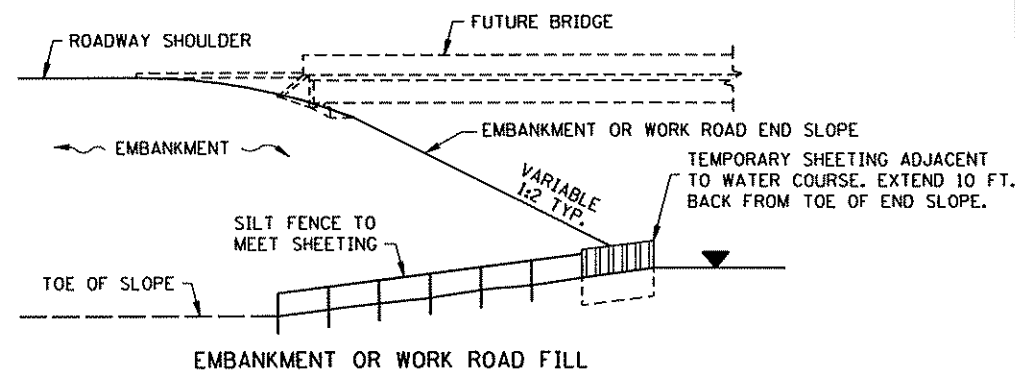 FUTURE BRIDGE
ROADWAY SHOULDER
EMBANKMENT OR WORK ROAD END SLOPE
EMBANKMENT
TEMPORARY SHEETING ADJACENT
TO WATER COURSE. EXTEND 10 FT.
BACK FROM TOE OF END SLOPE.
VARIABLE
1:2 TYP.
SILT FENCE TO
MEET SHEETING
TOE OF SLOPE
EMBANKMENT OR WORK ROAD FILL